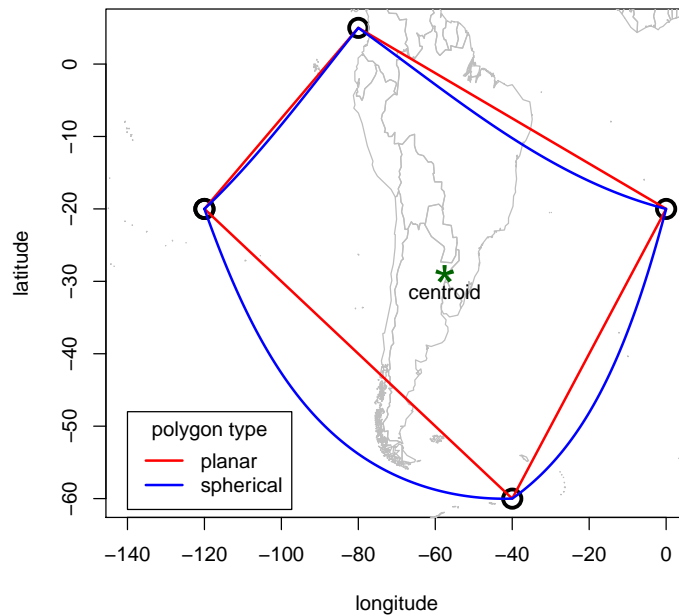 0
−10
−20
−30
−40
−50
−60
latitude
centroid
polygon type
planar
spherical
−140 −120 −100 −80 −60 −40 −20 0
longitude